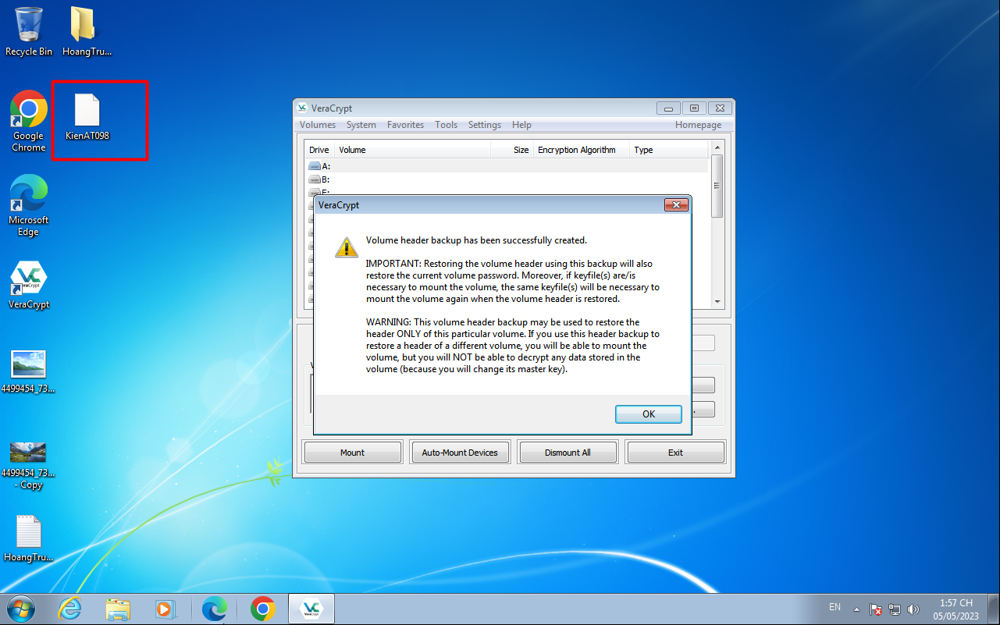 Recycle Bin
HoangTru...
Google
Chrome
KienAT098
Microsoft
Edge
VeraCrypt
4499454_73...
4499454_73...
- Copy
HoangTru...
VeraCrypt
Volumes System Favorites Tools Settings Help Homepage
Drive Volume Size Encryption Algorithm Type
A:
B:
VeraCrypt
Volume header backup has been successfully created.
IMPORTANT: Restoring the volume header using this backup will also
restore the current volume password. Moreover, if keyfile(s) are/is
necessary to mount the volume, the same keyfile(s) will be necessary to
mount the volume again when the volume header is restored.
WARNING: This volume header backup may be used to restore the
header ONLY of this particular volume. If you use this header backup to
restore a header of a different volume, you will be able to mount the
volume, but you will NOT be able to decrypt any data stored in the
volume (because you will change its master key).
OK
Mount Auto-Mount Devices Dismount All Exit
VeraCrypt
EN
1:57 CH
05/05/2023